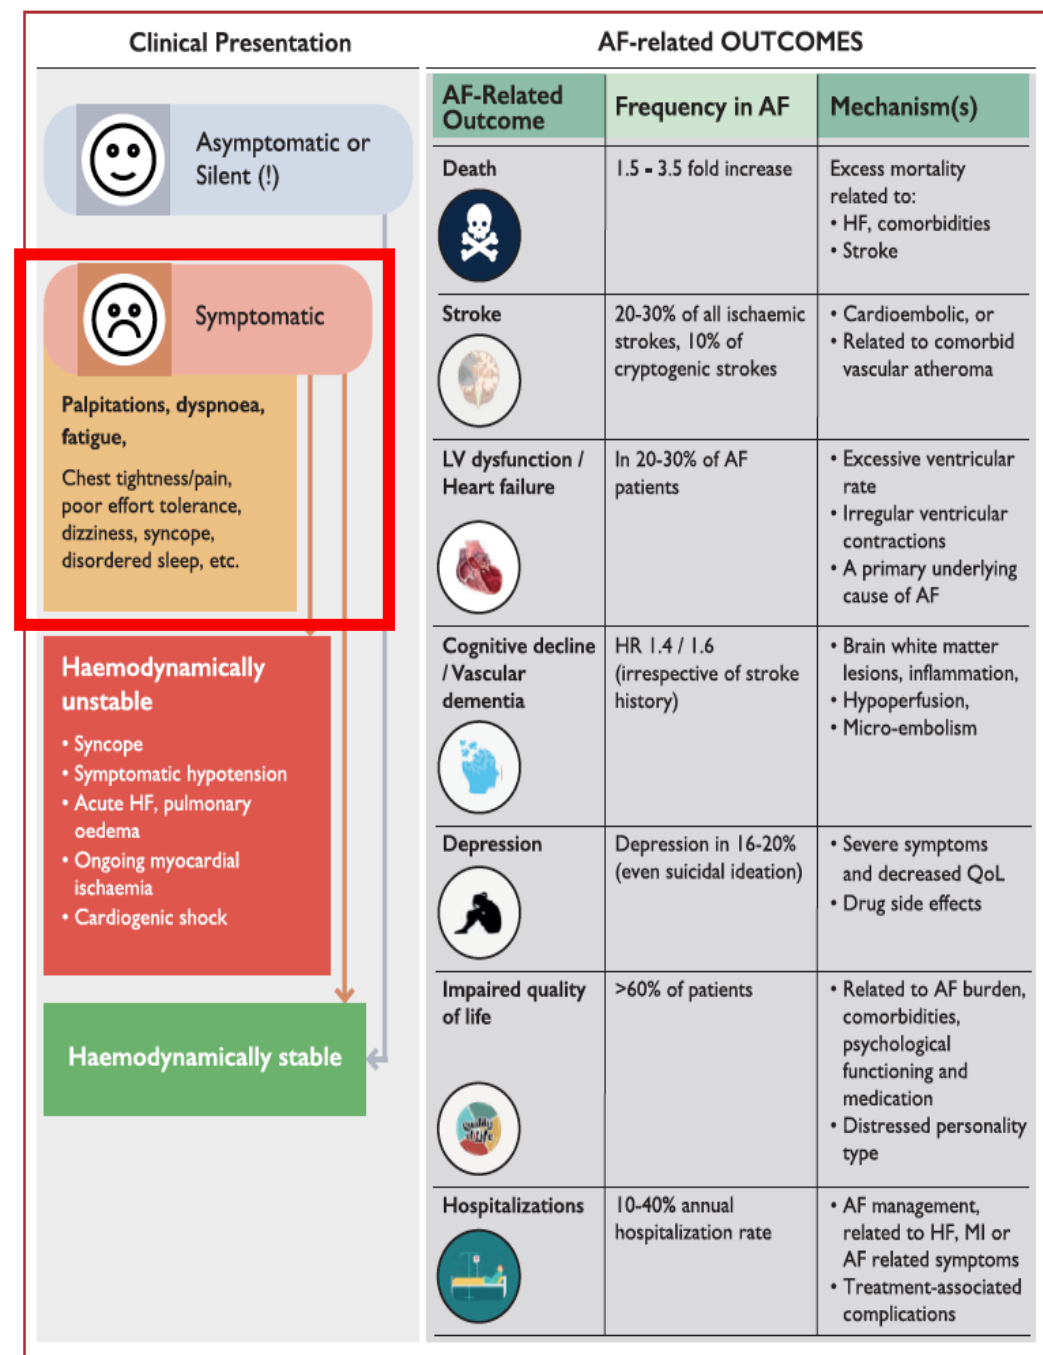 Clinical Presentation
AF-related OUTCOMES
Asymptomatic or
Silent (!)
Symptomatic
Palpitations, dyspnoea,
fatigue,
Chest tightness/pain,
poor effort tolerance,
dizziness, syncope,
disordered sleep, etc.
Haemodynamically
unstable
• Syncope
• Symptomatic hypotension
• Acute HF, pulmonary
oedema
• Ongoing myocardial
ischaemia
• Cardiogenic shock
Haemodynamically stable
AF-Related
Outcome
Frequency in AF
Mechanism(s)
Death
1.5 - 3.5 fold increase
Excess mortality
related to:
• HF, comorbidities
• Stroke
Stroke
20-30% of all ischaemic
strokes, 10% of
cryptogenic strokes
• Cardioembolic, or
• Related to comorbid
vascular atheroma
LV dysfunction /
Heart failure
In 20-30% of AF
patients
• Excessive ventricular
rate
• Irregular ventricular
contractions
• A primary underlying
cause of AF
Cognitive decline
/ Vascular
dementia
HR 1.4 / 1.6
(irrespective of stroke
history)
• Brain white matter
lesions, inflammation,
• Hypoperfusion,
• Micro-embolism
Depression
Depression in 16-20%
(even suicidal ideation)
• Severe symptoms
and decreased QoL
• Drug side effects
Impaired quality
of life
Quality
of Life
>60% of patients
• Related to AF burden,
comorbidities,
psychological
functioning and
medication
• Distressed personality
type
Hospitalizations
10-40% annual
hospitalization rate
• AF management,
related to HF, MI or
AF related symptoms
• Treatment-associated
complications